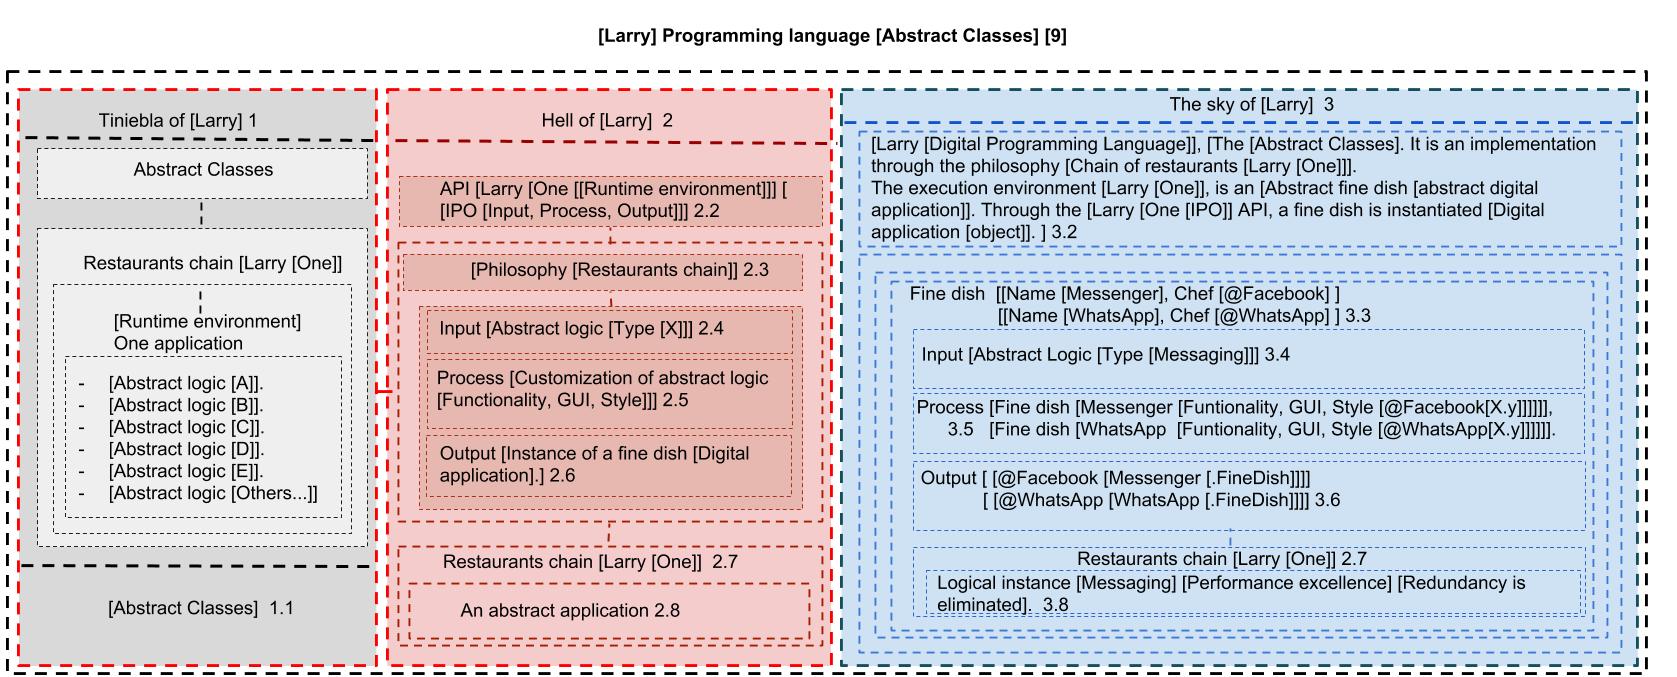 [Larry] Programming language [Abstract Classes] [9]
Tiniebla of [Larry] 1
Abstract Classes
Restaurants chain [Larry [One]]
[Runtime environment]
One application
- [Abstract logic [A]].
- [Abstract logic [B]].
- [Abstract logic [C]].
- [Abstract logic [D]].
- [Abstract logic [E]].
- [Abstract logic [Others...]]
[Abstract Classes] 1.1
Hell of [Larry] 2
API [Larry [One [[Runtime environment]]] [
[IPO [Input, Process, Output]]] 2.2
[Philosophy [Restaurants chain]] 2.3
Input [Abstract logic [Type [X]]] 2.4
Process [Customization of abstract logic
[Functionality, GUI, Style]]] 2.5
Output [Instance of a fine dish [Digital
application].] 2.6
Restaurants chain [Larry [One]] 2.7
An abstract application 2.8
The sky of [Larry] 3
[Larry [Digital Programming Language]], [The [Abstract Classes]. It is an implementation
through the philosophy [Chain of restaurants [Larry [One]]].
The execution environment [Larry [One]], is an [Abstract fine dish [abstract digital
application]]. Through the [Larry [One [IPO]] API, a fine dish is instantiated [Digital
application [object]]. ] 3.2
Fine dish [[Name [Messenger], Chef [@Facebook] ]
[[Name [WhatsApp], Chef [@WhatsApp] ] 3.3
Input [Abstract Logic [Type [Messaging]]] 3.4
Process [Fine dish [Messenger [Funtionality, GUI, Style [@Facebook[X.y]]]]]],
3.5 [Fine dish [WhatsApp [Funtionality, GUI, Style [@WhatsApp[X.y]]]]]].
Output [ [@Facebook [Messenger [.FineDish]]]]
[ [@WhatsApp [WhatsApp [.FineDish]]]] 3.6
Restaurants chain [Larry [One]] 2.7
Logical instance [Messaging] [Performance excellence] [Redundancy is
eliminated]. 3.8